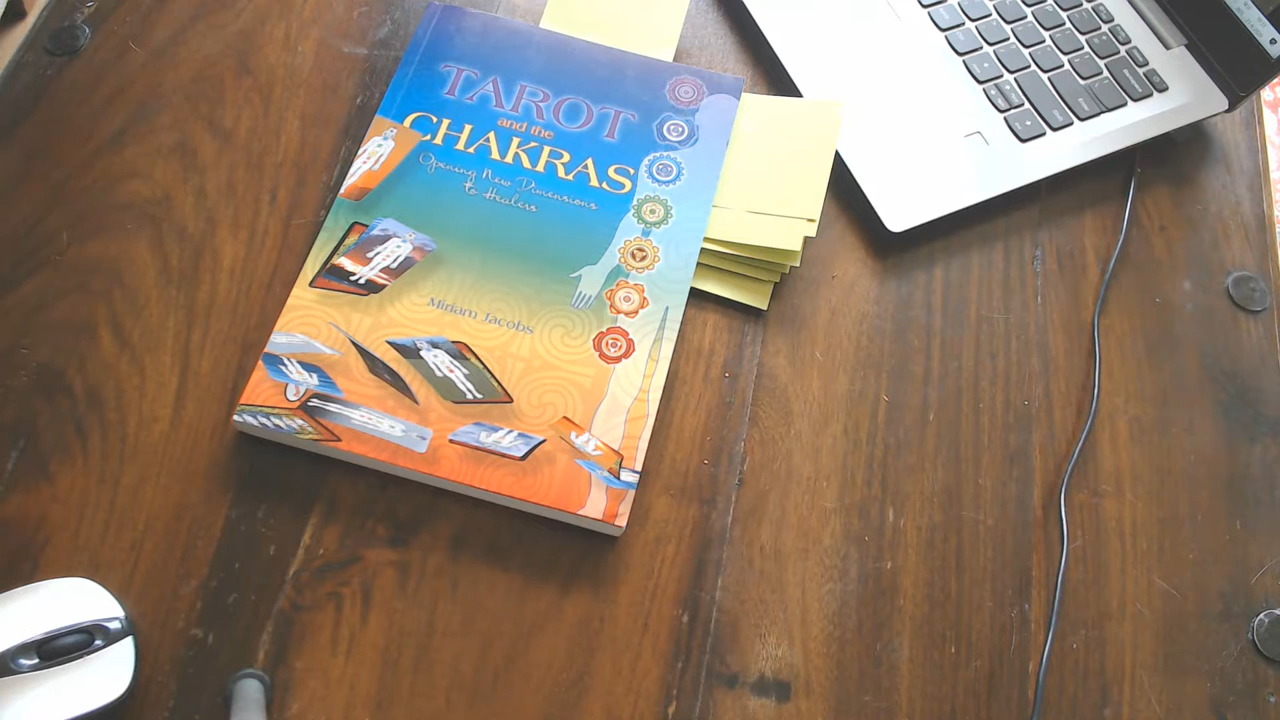 TAROT
and the
CHAKRAS
Opening New Dimensions
to Healers
Miriam Jacobs